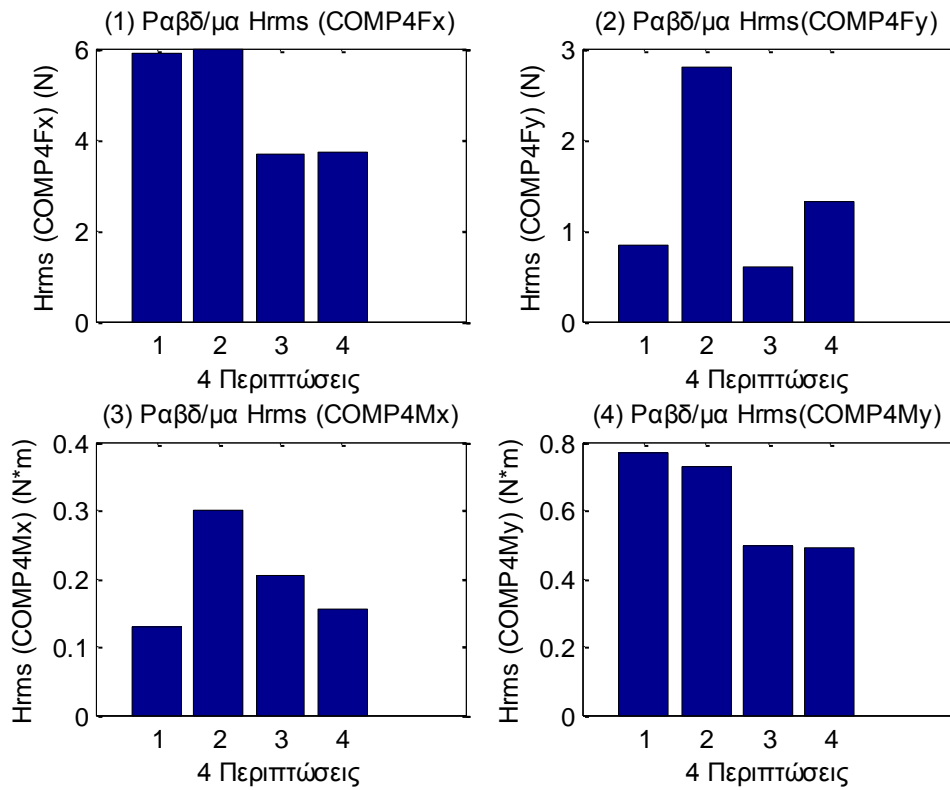 (1) Ραβδ/μα Hrms (COMP4Fx)
Hrms (COMP4Fx) (N)
6
4
2
0
1 2 3 4
4 Περιπτώσεις
(2) Ραβδ/μα Hrms(COMP4Fy)
Hrms (COMP4Fy) (N)
3
2
1
0
1 2 3 4
4 Περιπτώσεις
(3) Ραβδ/μα Hrms (COMP4Mx)
Hrms (COMP4Mx) (N*m)
0.4
0.3
0.2
0.1
0
1 2 3 4
4 Περιπτώσεις
(4) Ραβδ/μα Hrms(COMP4My)
Hrms (COMP4My) (N*m)
0.8
0.6
0.4
0.2
0
1 2 3 4
4 Περιπτώσεις